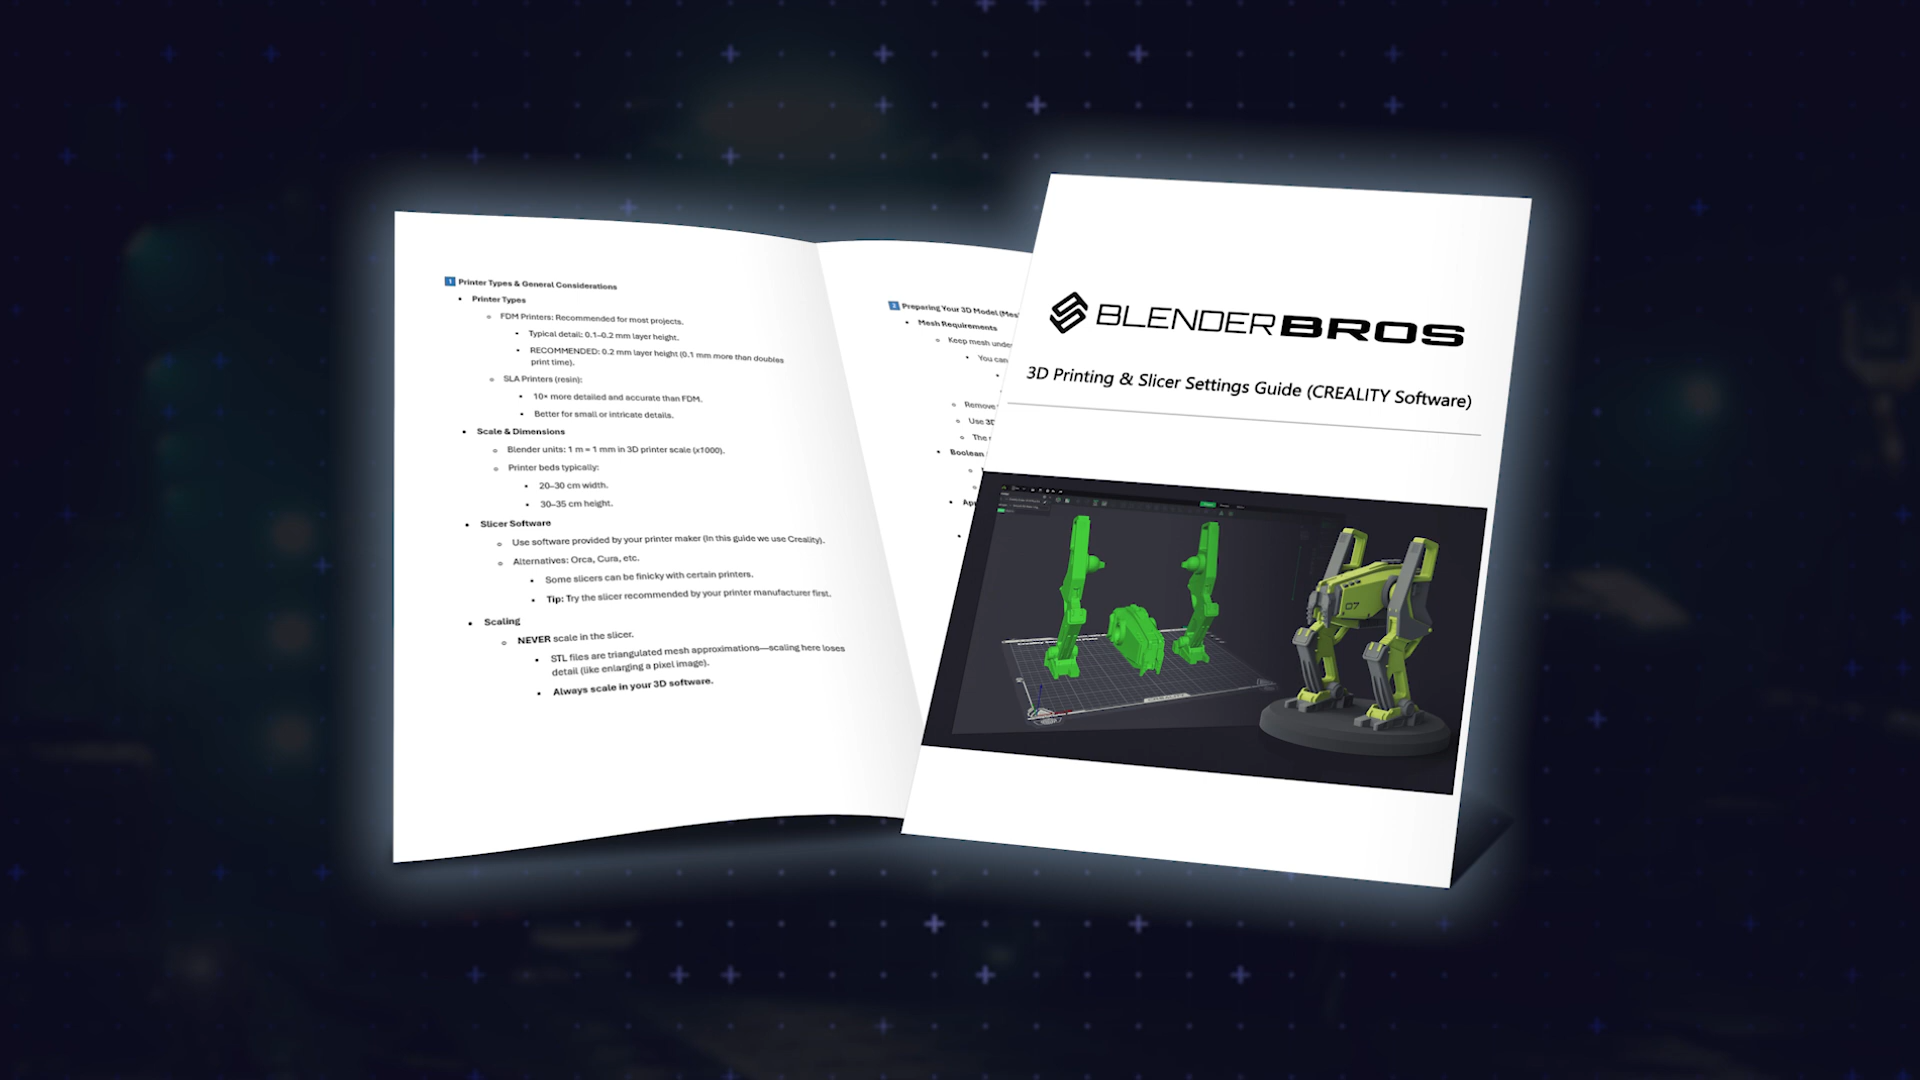 1 Printer Types & General Considerations
• Printer Types
o FDM Printers: Recommended for most projects.
▪ Typical detail: 0.1–0.2 mm layer height.
▪ RECOMMENDED: 0.2 mm layer height (0.1 mm more than doubles
print time).
o SLA Printers (resin):
▪ 10× more detailed and accurate than FDM.
▪ Better for small or intricate details.
• Scale & Dimensions
o Blender units: 1 m = 1 mm in 3D printer scale (x1000).
o Printer beds typically:
▪ 20–30 cm width.
▪ 30–35 cm height.
• Slicer Software
o Use software provided by your printer maker (In this guide we use Creality).
o Alternatives: Orca, Cura, etc.
▪ Some slicers can be finicky with certain printers.
▪ Tip: Try the slicer recommended by your printer manufacturer first.
• Scaling
o NEVER scale in the slicer.
▪ STL files are triangulated mesh approximations—scaling here loses
detail (like enlarging a pixel image).
▪ Always scale in your 3D software.
2 Preparing Your 3D Model (Mes
• Mesh Requirements
o Keep mesh unde
▪ You can
o Remove
o Use 3D
o The
• Boolean
BLENDERBROS
3D Printing & Slicer Settings Guide (CREALITY Software)
07